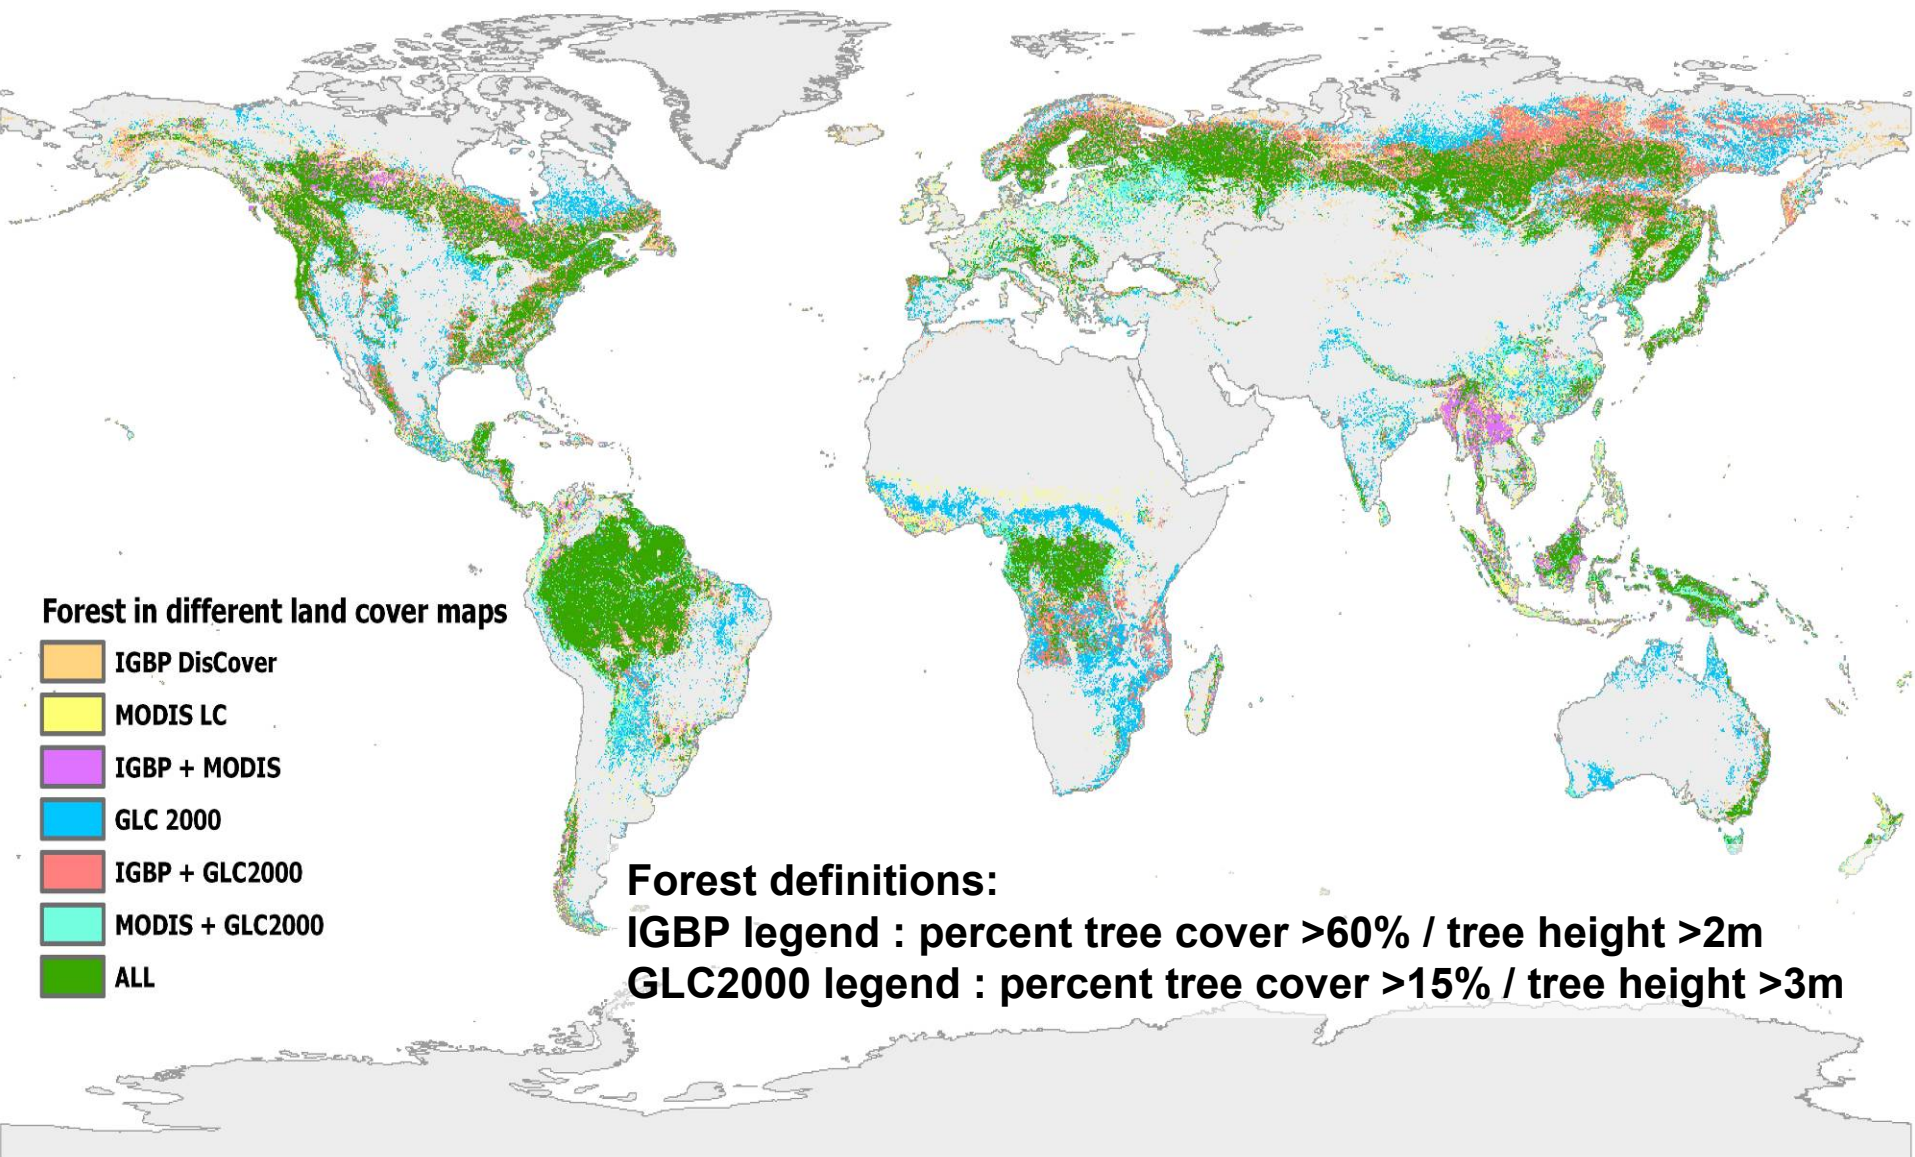 Forest in different land cover maps
IGBP DisCover
MODIS LC
IGBP + MODIS
GLC 2000
IGBP + GLC2000
MODIS + GLC2000
ALL
Forest definitions:
IGBP legend : percent tree cover >60% / tree height >2m
GLC2000 legend : percent tree cover >15% / tree height >3m